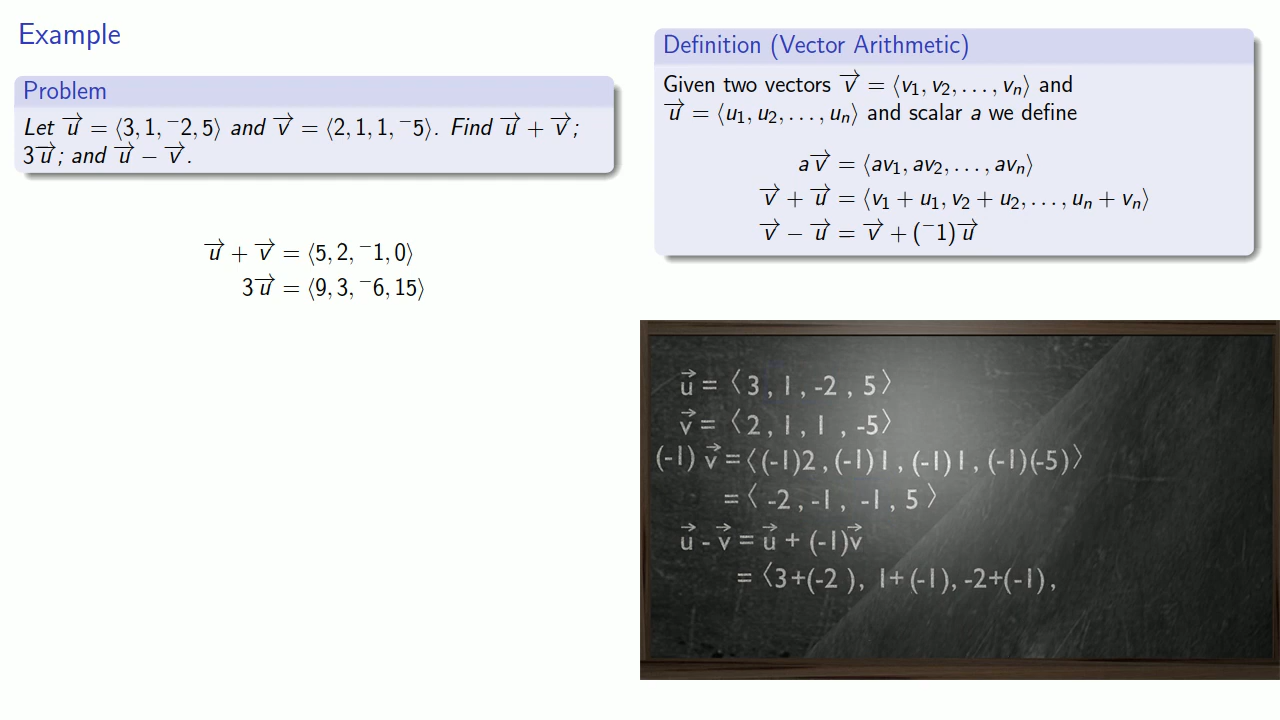 Example
Problem
Let u⃗ = ⟨3, 1, ⁻2, 5⟩ and v⃗ = ⟨2, 1, 1, ⁻5⟩. Find u⃗ + v⃗;
3u⃗; and u⃗ − v⃗.
u⃗ + v⃗ = ⟨5, 2, ⁻1, 0⟩
3u⃗ = ⟨9, 3, ⁻6, 15⟩
Definition (Vector Arithmetic)
Given two vectors v⃗ = ⟨v₁, v₂, . . . , vₙ⟩ and
u⃗ = ⟨u₁, u₂, . . . , uₙ⟩ and scalar a we define
av⃗ = ⟨av₁, av₂, . . . , avₙ⟩
v⃗ + u⃗ = ⟨v₁ + u₁, v₂ + u₂, . . . , uₙ + vₙ⟩
v⃗ − u⃗ = v⃗ + (⁻1)u⃗
u⃗ = ⟨3, 1, -2, 5⟩
v⃗ = ⟨2, 1, 1, -5⟩
(-1) v⃗ = ⟨(-1)2, (-1)1, (-1)1, (-1)(-5)⟩
= ⟨-2, -1, -1, 5⟩
u⃗ - v⃗ = u⃗ + (-1)v⃗
= ⟨3+(-2), 1+(-1), -2+(-1),